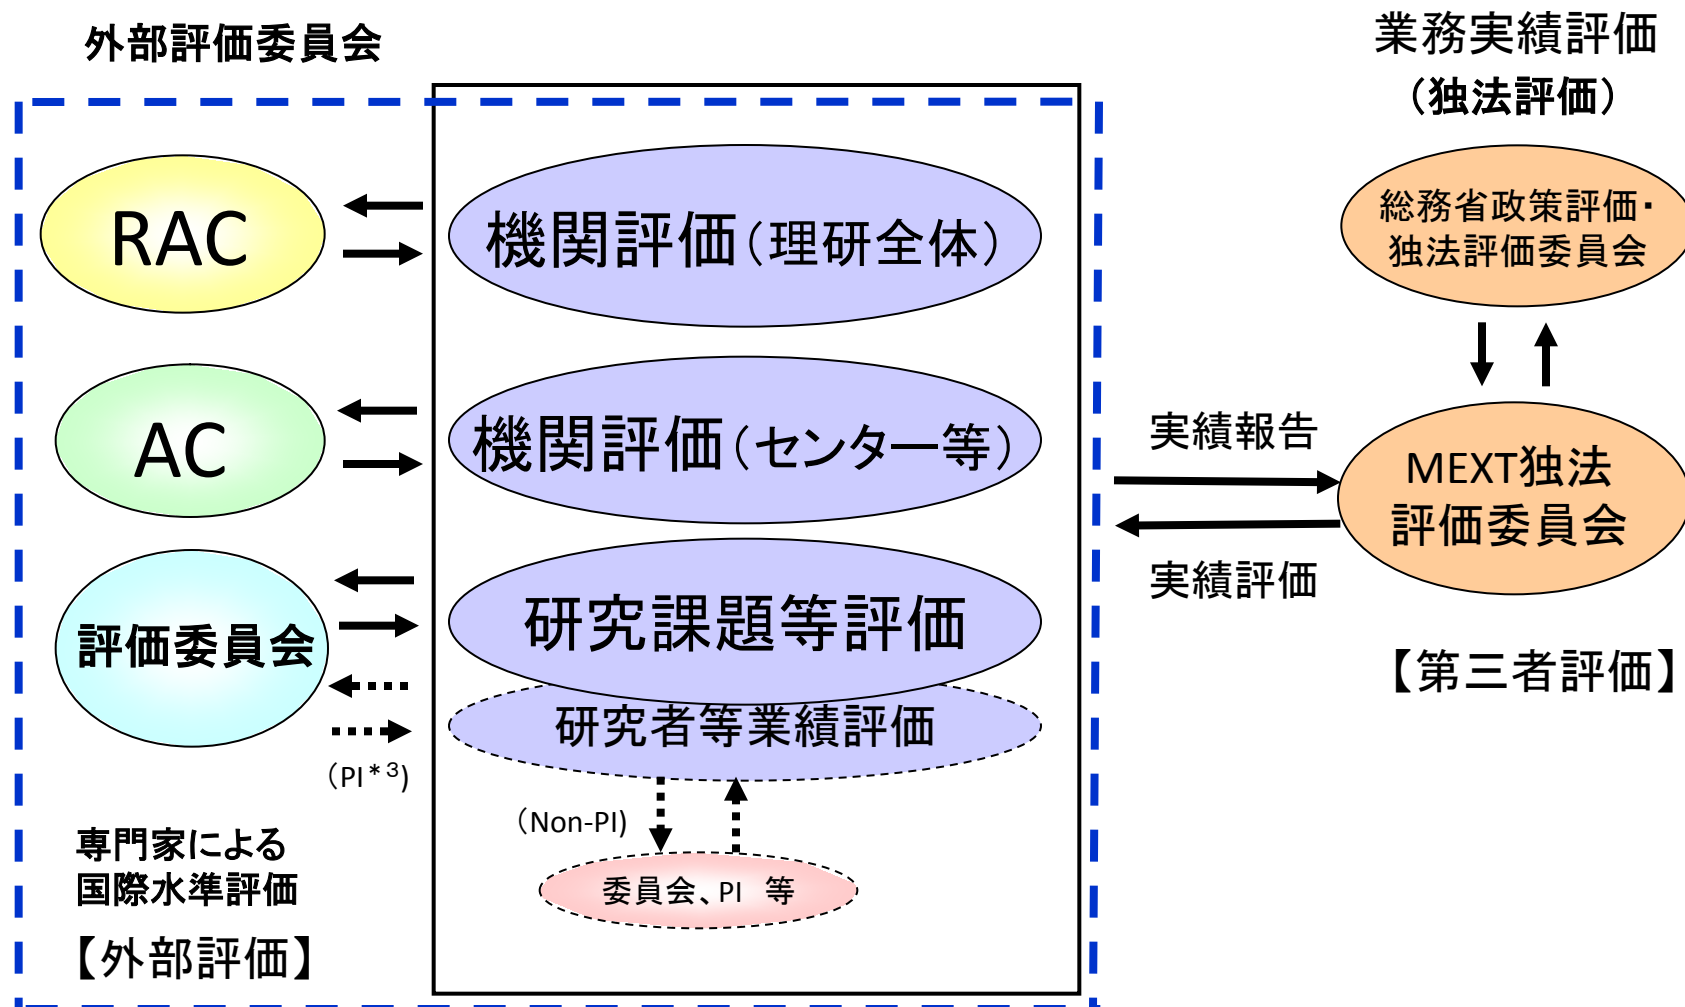 外部評価委員会
業務実績評価
（独法評価）
RAC
機関評価（理研全体）
総務省政策評価・
独法評価委員会
AC
機関評価（センター等）
実績報告
MEXT独法
評価委員会
実績評価
評価委員会
研究課題等評価
【第三者評価】
研究者等業績評価
（PI*3)
（Non-PI)
専門家による
国際水準評価
委員会、PI　等
【外部評価】